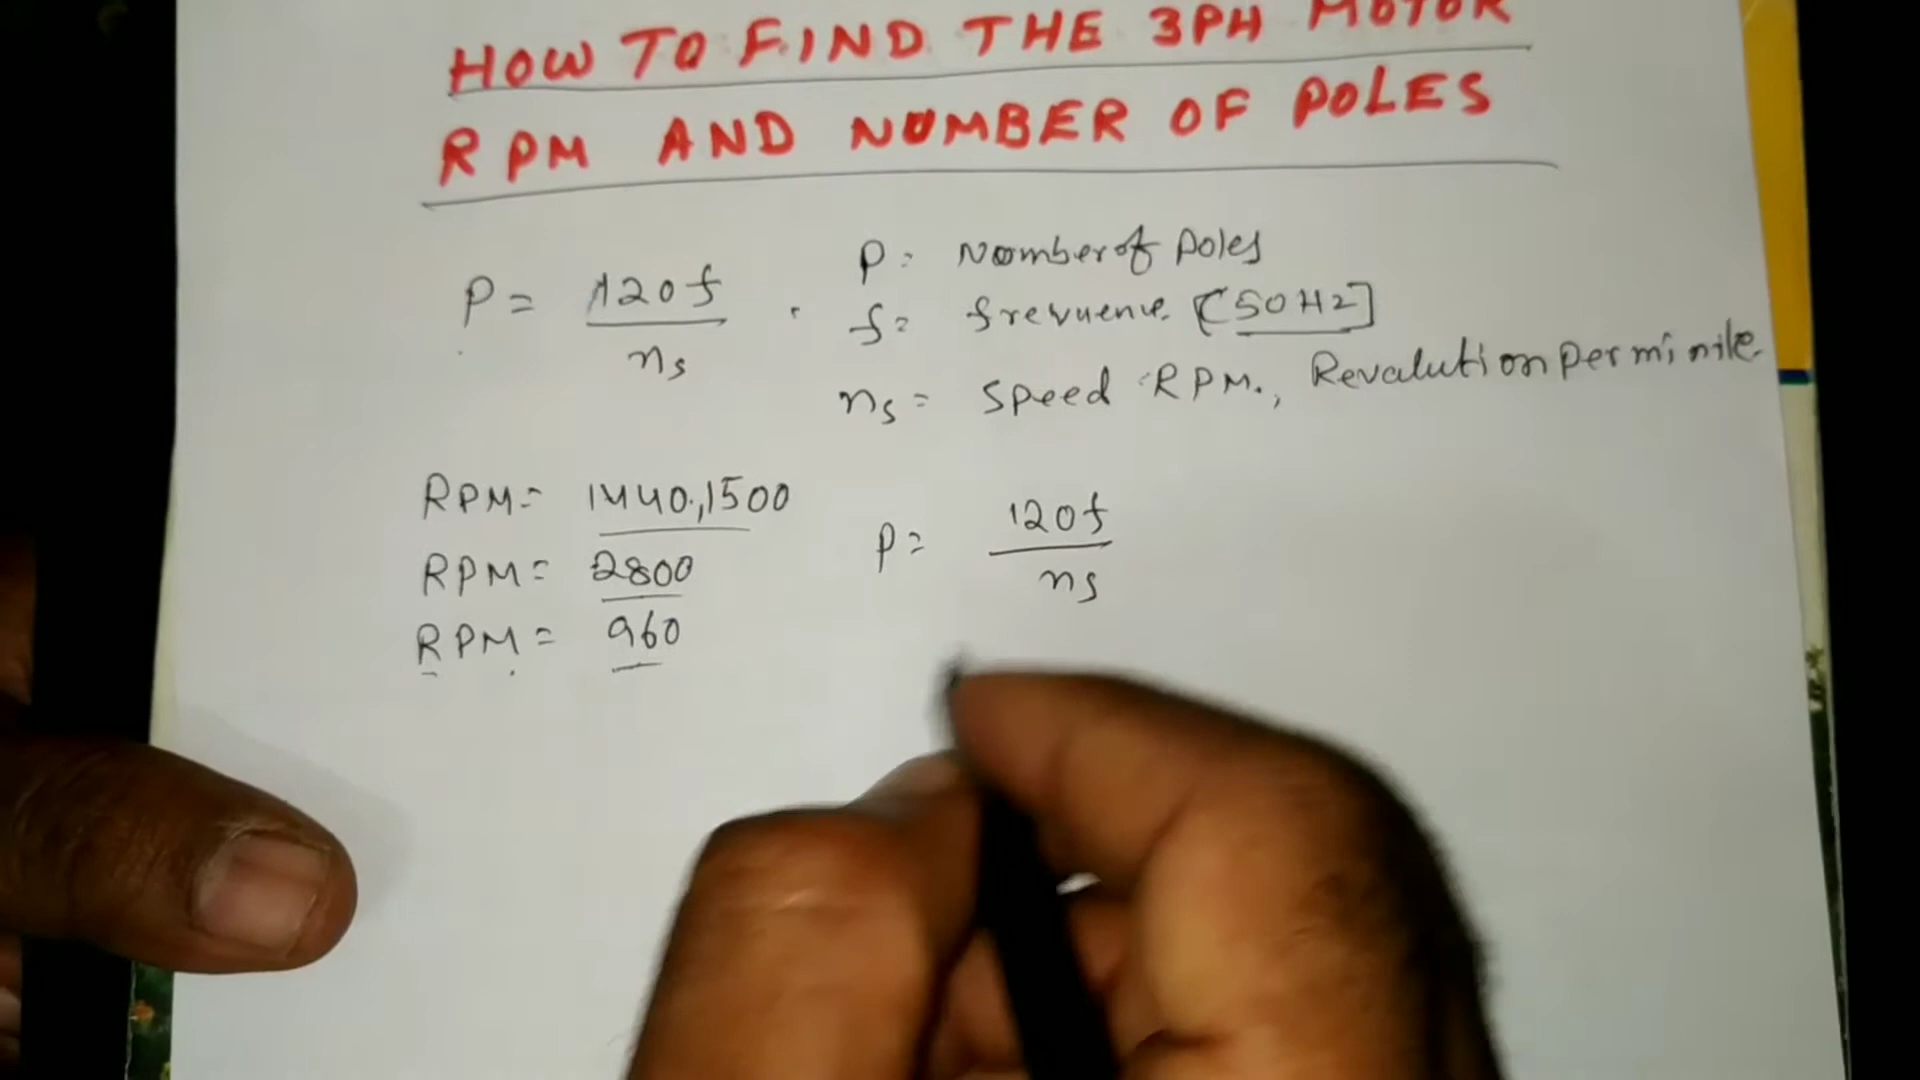 HOW TO FIND THE 3PH MOTOR
RPM AND NUMBER OF POLES
P = 120f / ns
P = Number of Poles
f = frevuenve [50Hz]
ns = Speed RPM., Revalution per minite.
RPM = 1440,1500
RPM = 2800
RPM = 960
P = 120f / ns